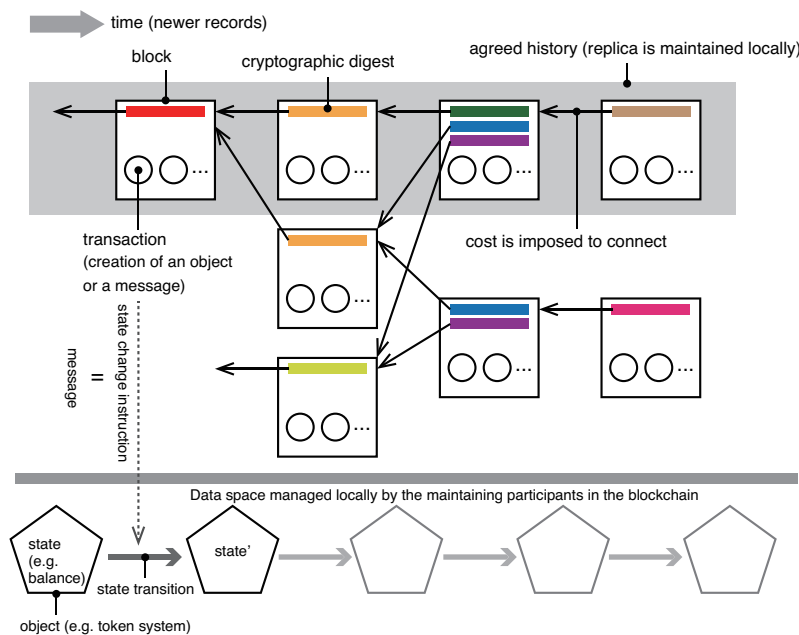 time (newer records)
block
cryptographic digest
agreed history (replica is maintained locally)
...
...
...
...
transaction
(creation of an object
or a message)
cost is imposed to connect
...
...
...
...
state change instruction
=
message
Data space managed locally by the maintaining participants in the blockchain
state
(e.g.
balance)
state'
state transition
object (e.g. token system)